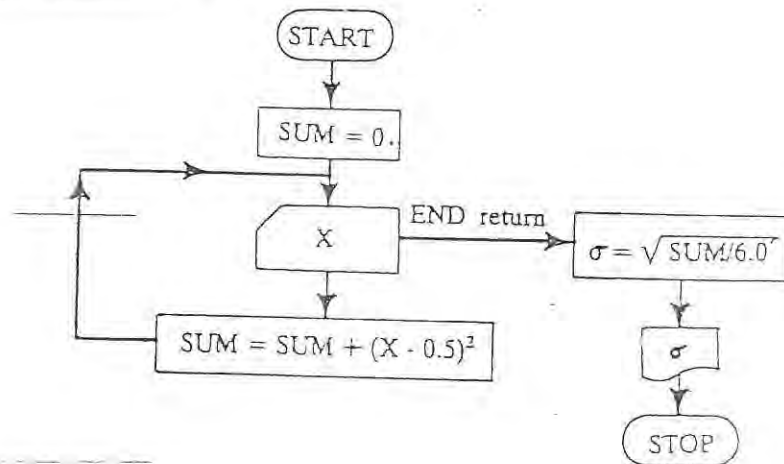 START
SUM = 0.
X
END return
σ = √SUM/6.0
SUM = SUM + (X - 0.5)²
σ
STOP